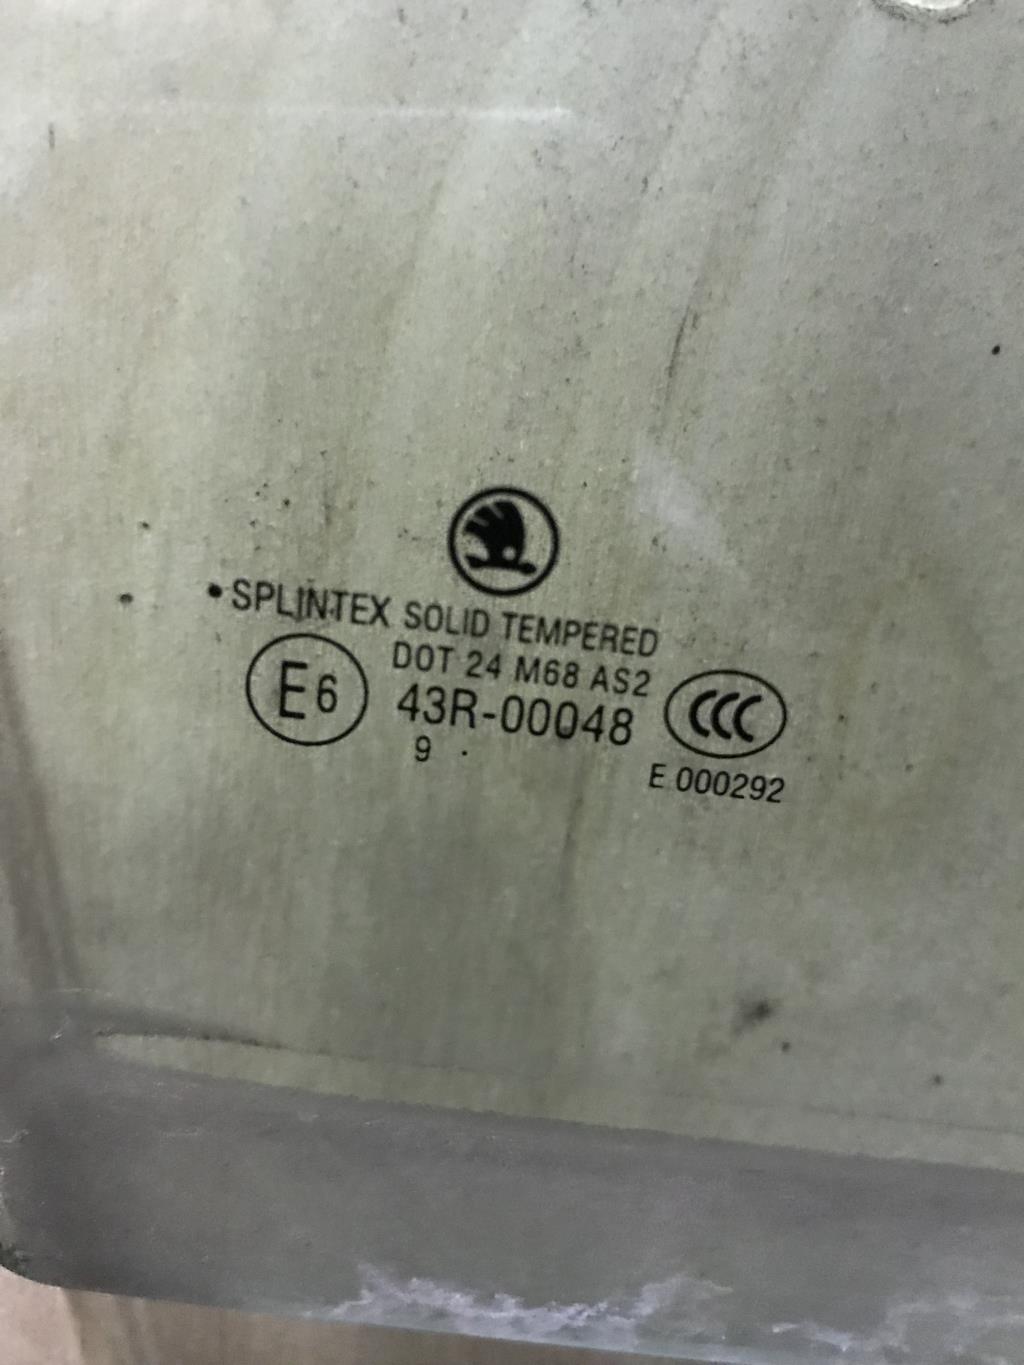 SPLINTEX SOLID TEMPERED
DOT 24 M68 AS2
E6 43R-00048 CCC
9 .
E 000292